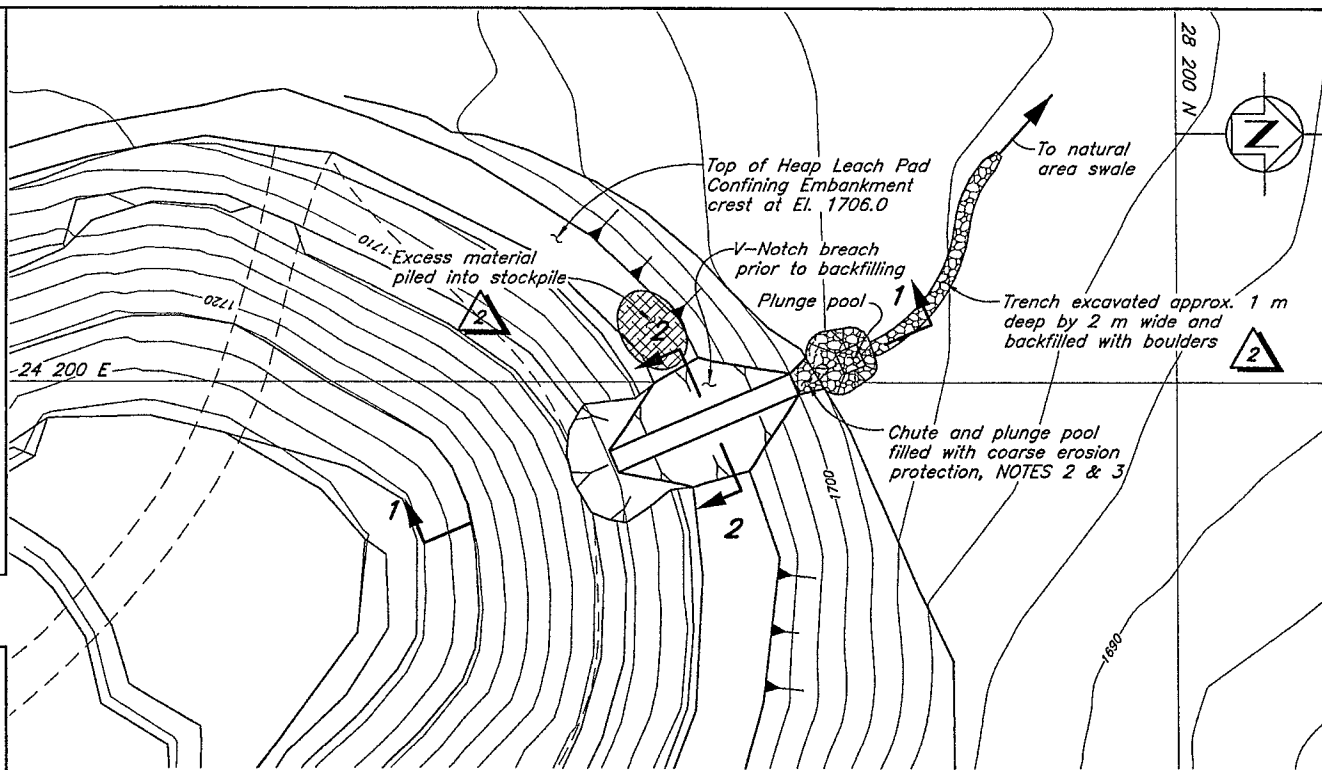 28 200 N
N
To natural
area swale
Top of Heap Leach Pad
Confining Embankment
crest at El. 1706.0
1710
Excess material
piled into stockpile
V-Notch breach
prior to backfilling
Plunge pool
1
Trench excavated approx. 1 m
deep by 2 m wide and
backfilled with boulders
1720
2
2
2
24 200 E
Chute and plunge pool
filled with coarse erosion
protection, NOTES 2 & 3
1700
1
2
1690